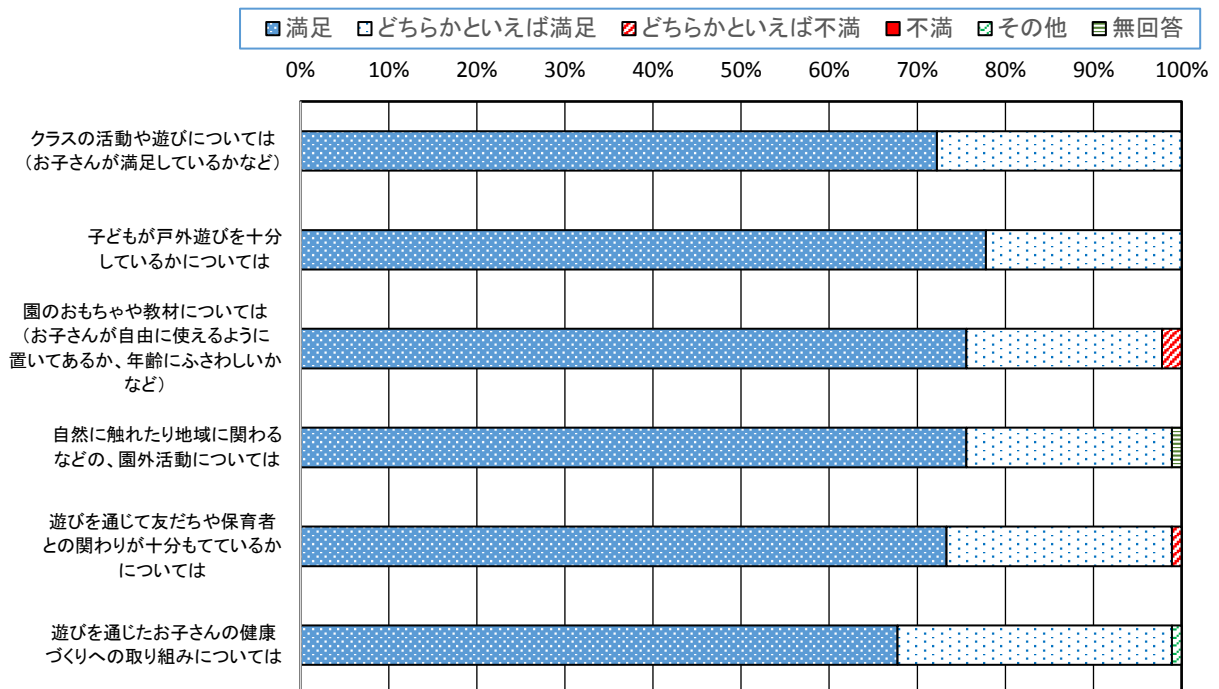 満足 どちらかといえば満足 どちらかといえば不満 不満 その他 無回答
0% 10% 20% 30% 40% 50% 60% 70% 80% 90% 100%
クラスの活動や遊びについては
（お子さんが満足しているかなど）
子どもが戸外遊びを十分
しているかについては
園のおもちゃや教材については
（お子さんが自由に使えるように
置いてあるか、年齢にふさわしいか
など）
自然に触れたり地域に関わる
などの、園外活動については
遊びを通じて友だちや保育者
との関わりが十分もてているか
については
遊びを通じたお子さんの健康
づくりへの取り組みについては